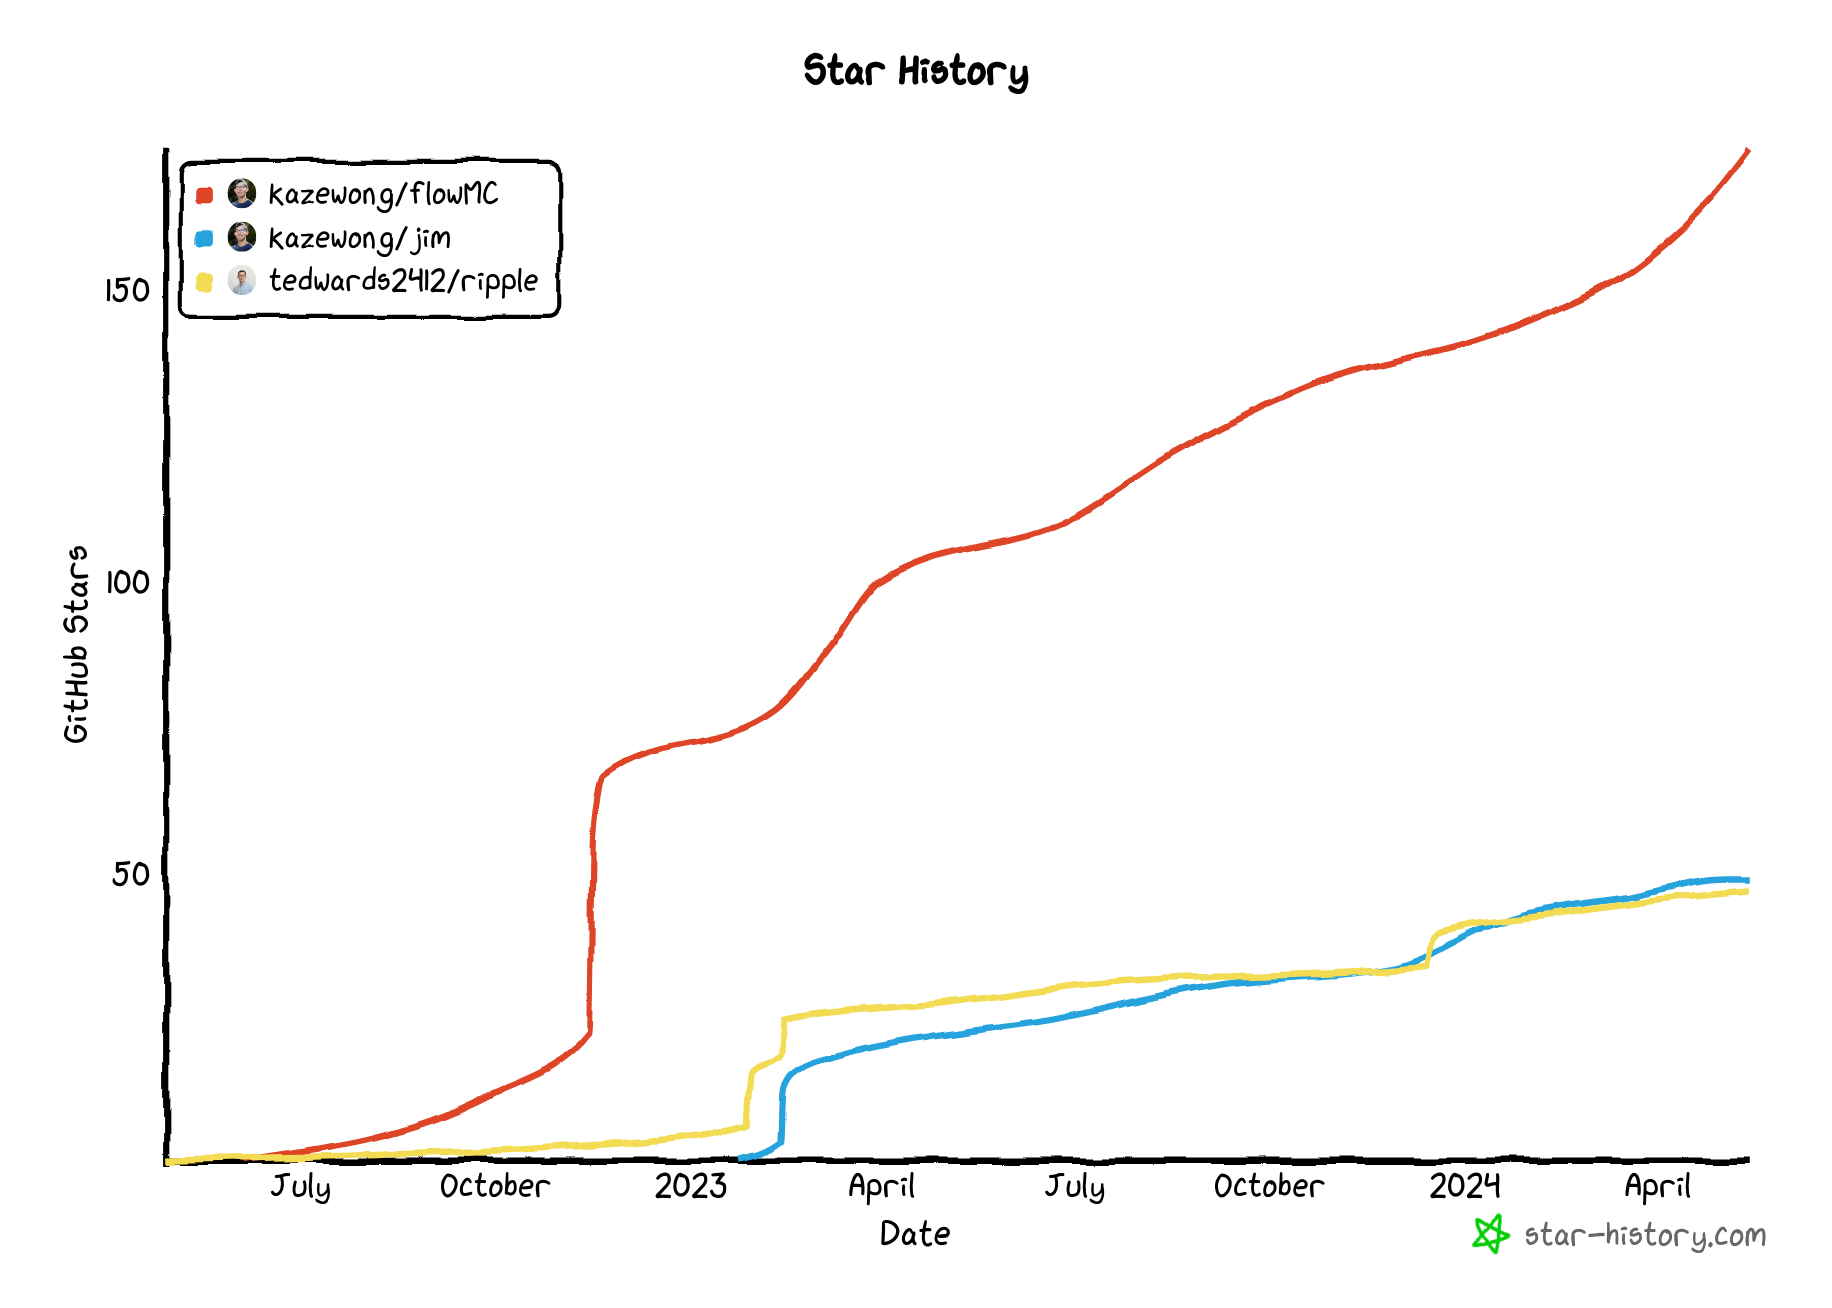 Star History
kazewong/flowMC
kazewong/jim
tedwards2412/ripple
150
100
50
GitHub Stars
July October 2023 April July October 2024 April
Date
star-history.com